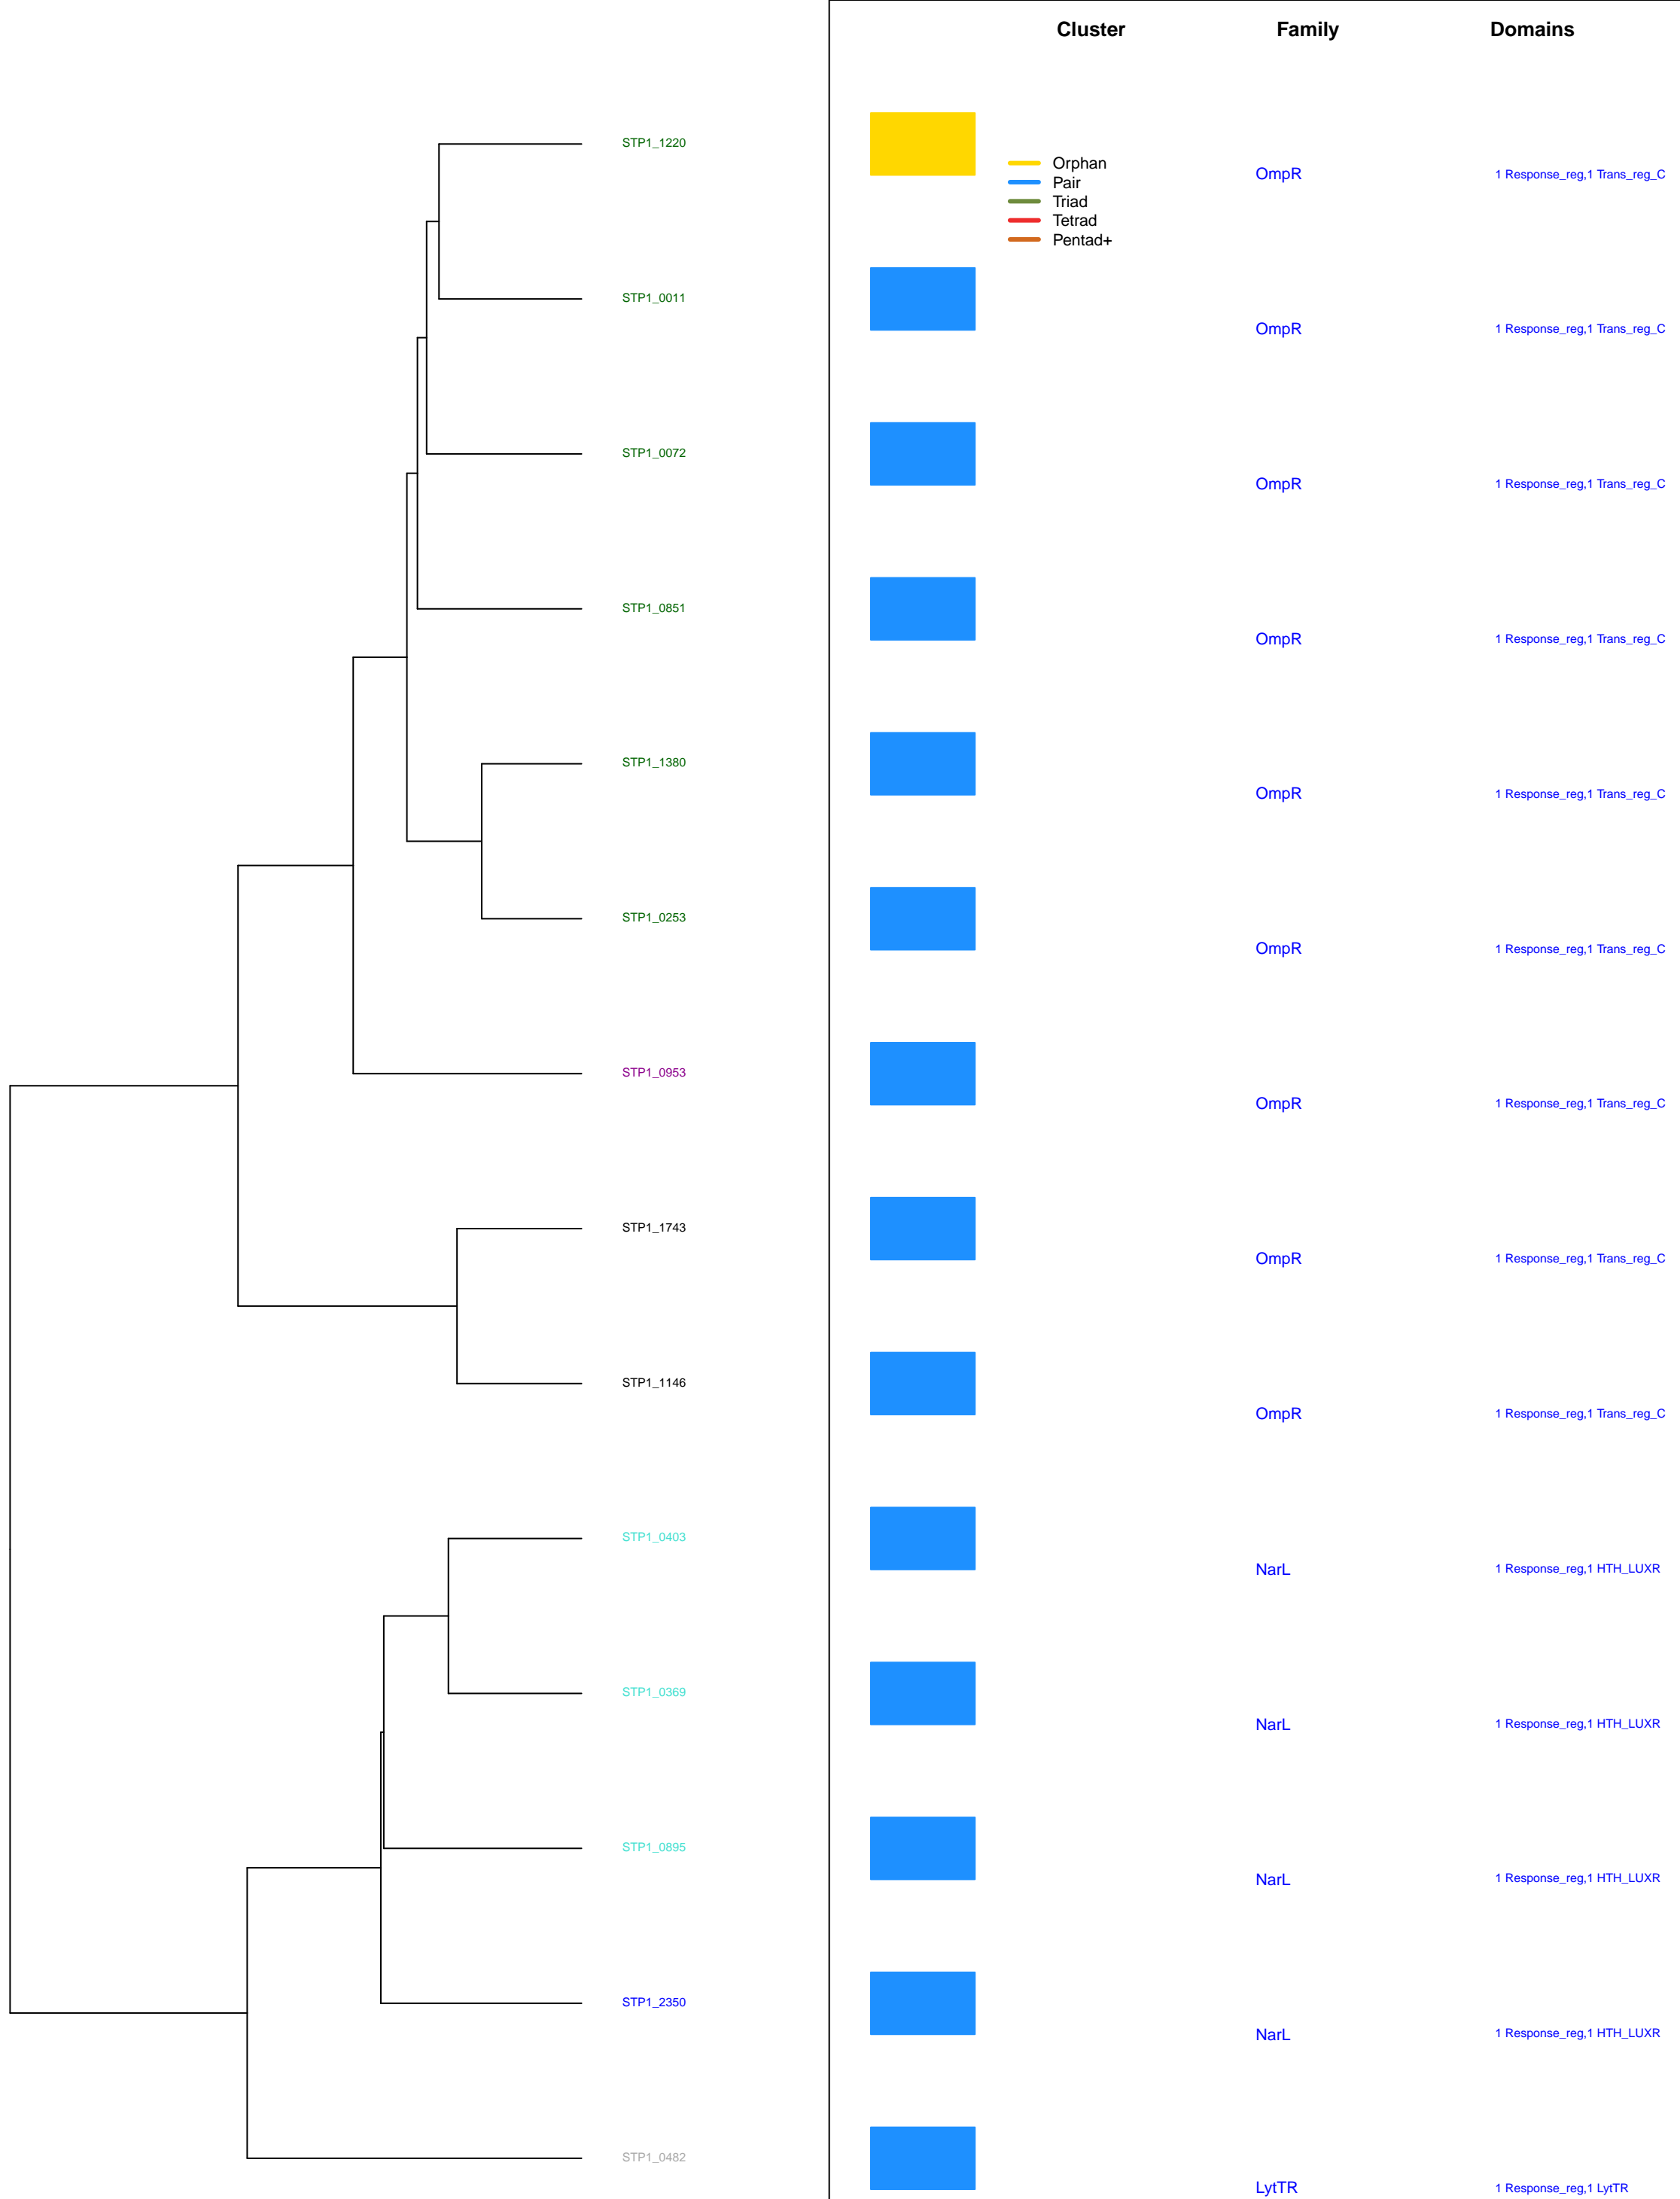 Cluster Family Domains
STP1_1220
Orphan
OmpR 1 Response_reg,1 Trans_reg_C
Pair
Triad
Tetrad
Pentad+
STP1_0011
OmpR 1 Response_reg,1 Trans_reg_C
STP1_0072
OmpR 1 Response_reg,1 Trans_reg_C
STP1_0851
OmpR 1 Response_reg,1 Trans_reg_C
STP1_1380
OmpR 1 Response_reg,1 Trans_reg_C
STP1_0253
OmpR 1 Response_reg,1 Trans_reg_C
STP1_0953
OmpR 1 Response_reg,1 Trans_reg_C
STP1_1743
OmpR 1 Response_reg,1 Trans_reg_C
STP1_1146
OmpR 1 Response_reg,1 Trans_reg_C
STP1_0403
NarL 1 Response_reg,1 HTH_LUXR
STP1_0369
NarL 1 Response_reg,1 HTH_LUXR
STP1_0895
NarL 1 Response_reg,1 HTH_LUXR
STP1_2350
NarL 1 Response_reg,1 HTH_LUXR
STP1_0482
LytTR 1 Response_reg,1 LytTR